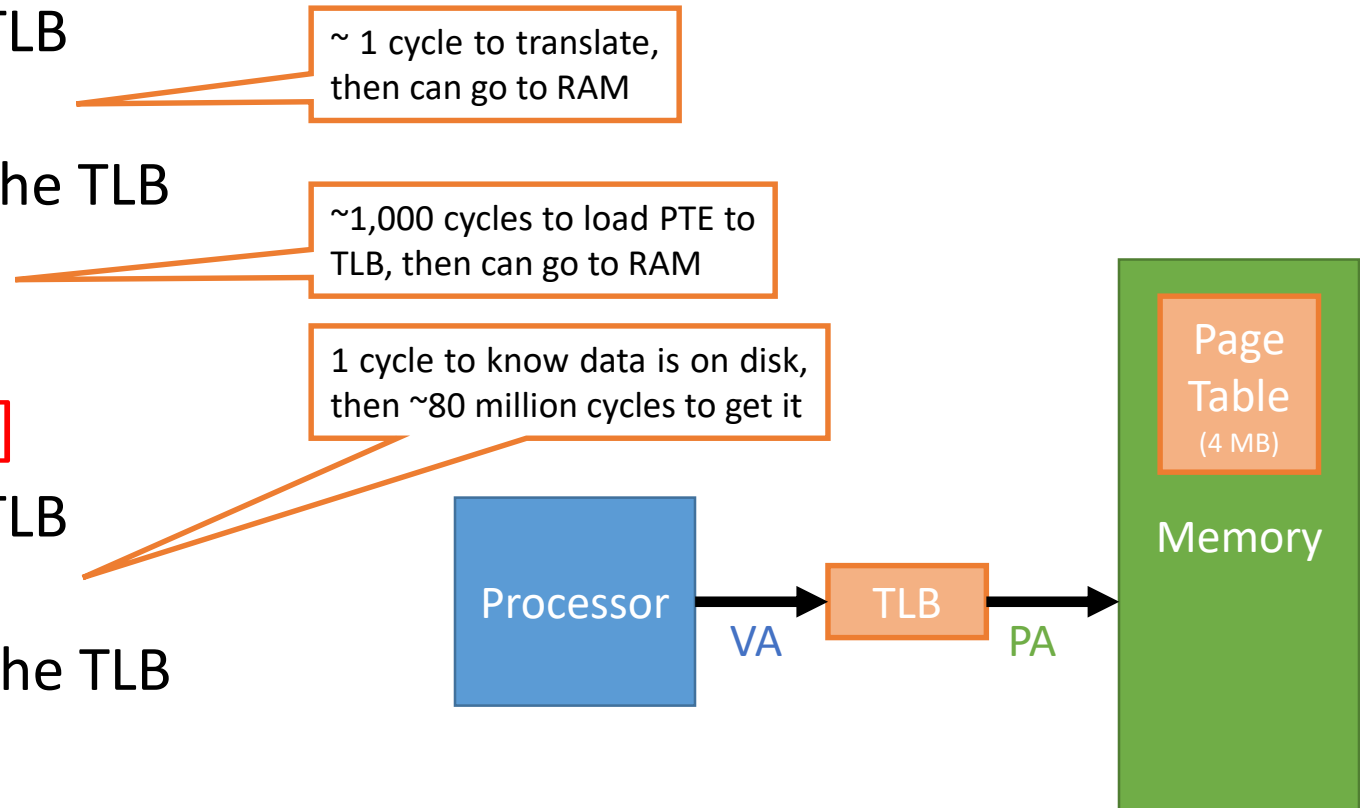 TLB
~ 1 cycle to translate,
then can go to RAM
he TLB
~1,000 cycles to load PTE to
TLB, then can go to RAM
1 cycle to know data is on disk,
then ~80 million cycles to get it
TLB
he TLB
Processor
VA
TLB
PA
Page
Table
(4 MB)
Memory